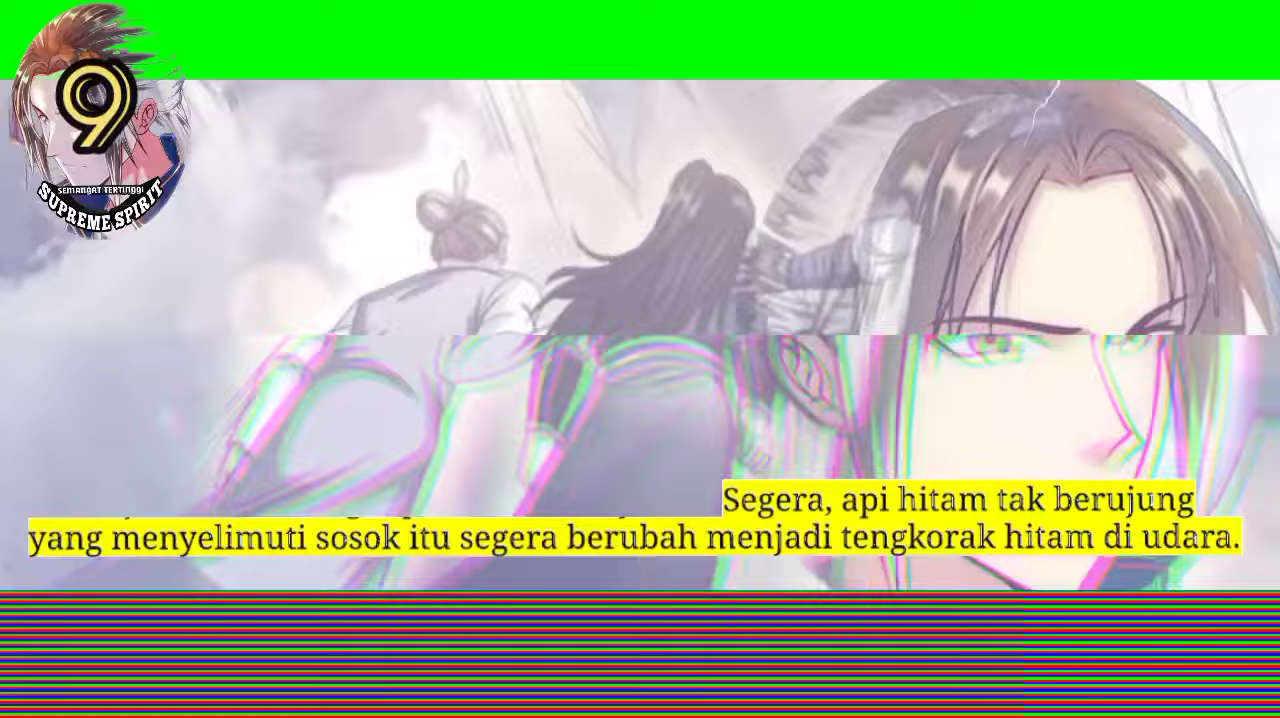 9
SEMANGAT TERTINGGI
SUPREME SPIRIT
Segera, api hitam tak berujung
yang menyelimuti sosok itu segera berubah menjadi tengkorak hitam di udara.